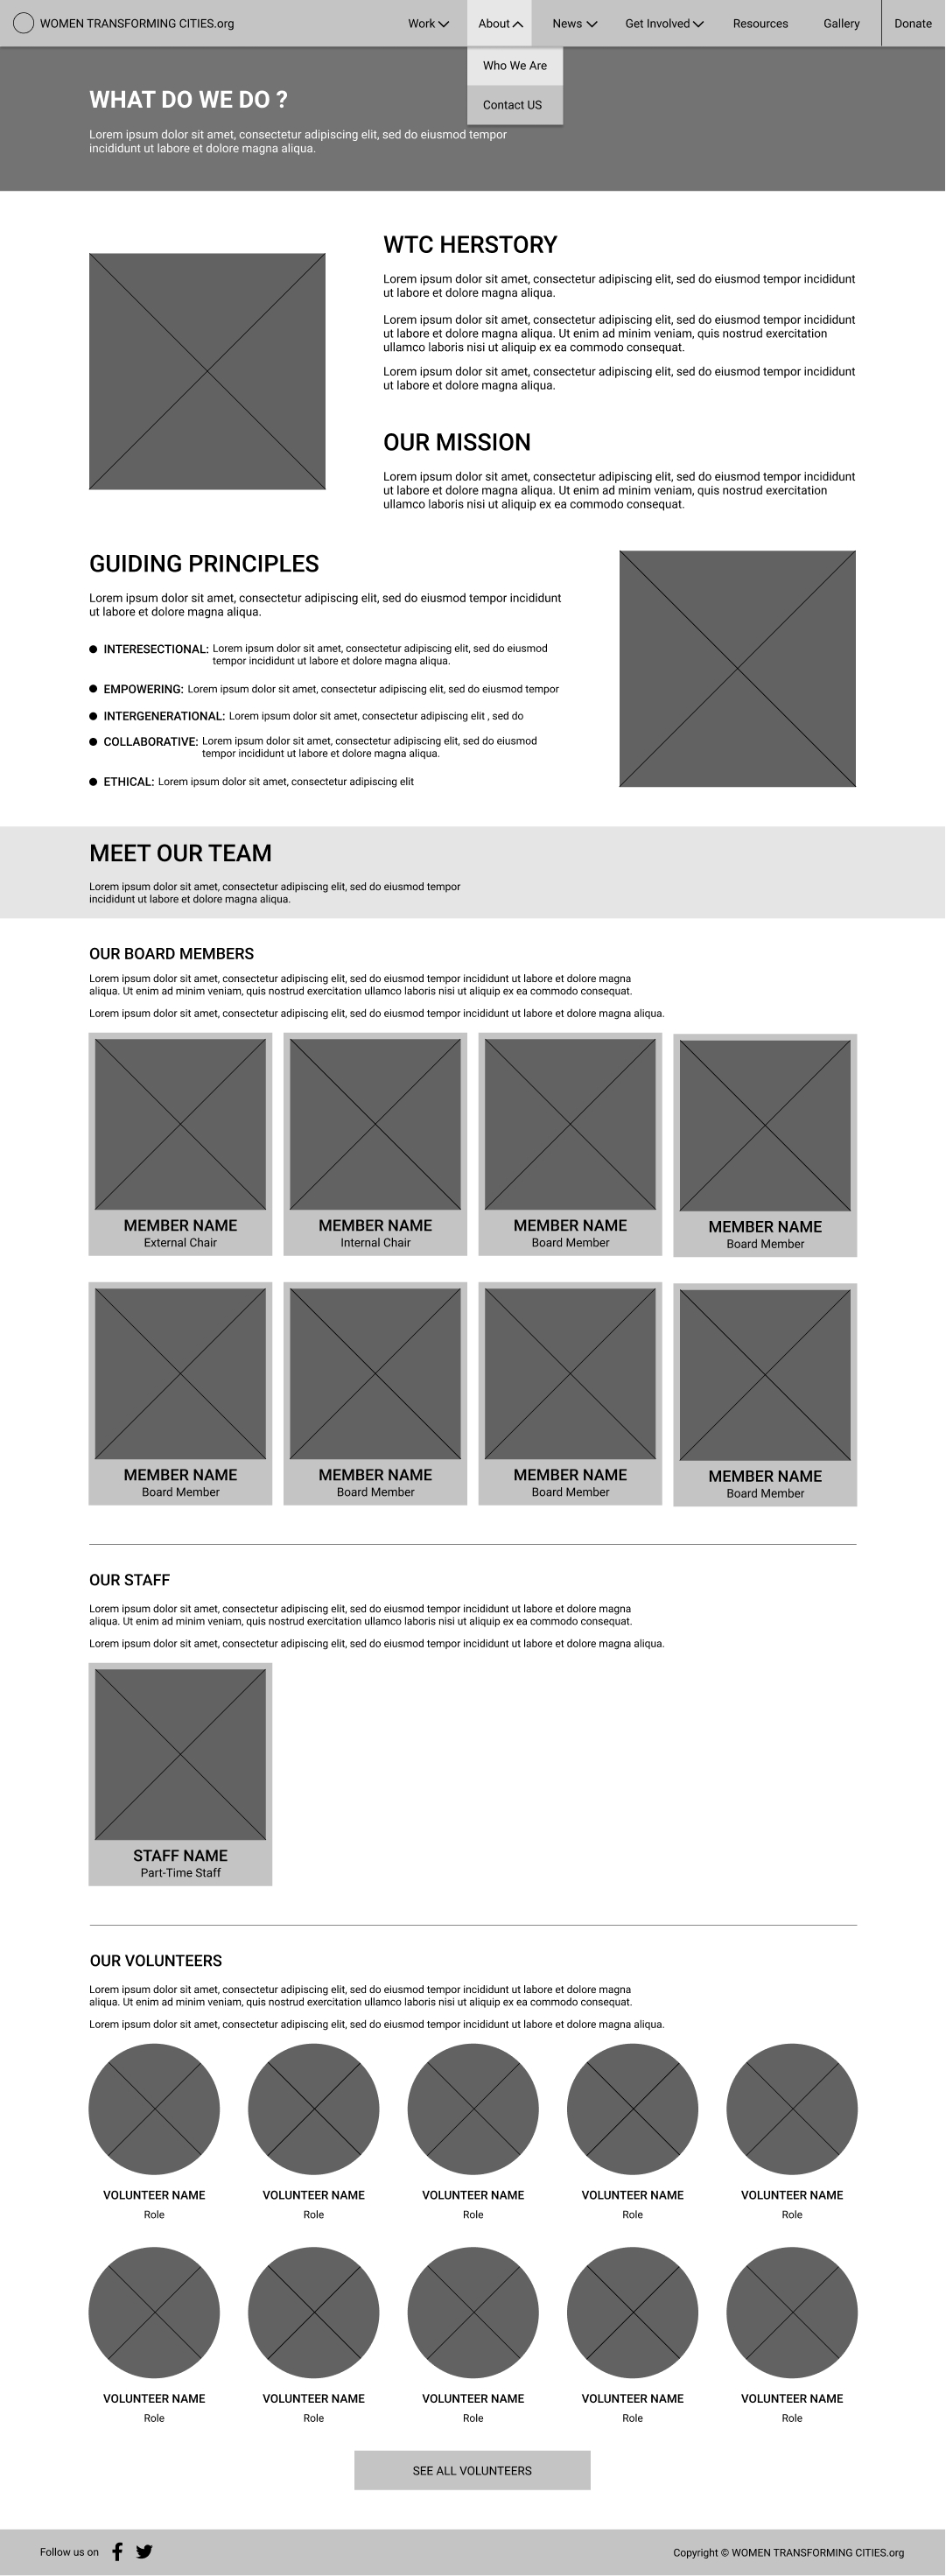 WOMEN TRANSFORMING CITIES.org
Work
About
News
Get Involved
Resources
Gallery
Donate
Who We Are
Contact US
WHAT DO WE DO ?
Lorem ipsum dolor sit amet, consectetur adipiscing elit, sed do eiusmod tempor
incididunt ut labore et dolore magna aliqua.
WTC HERSTORY
Lorem ipsum dolor sit amet, consectetur adipiscing elit, sed do eiusmod tempor incididunt
ut labore et dolore magna aliqua.
Lorem ipsum dolor sit amet, consectetur adipiscing elit, sed do eiusmod tempor incididunt
ut labore et dolore magna aliqua. Ut enim ad minim veniam, quis nostrud exercitation
ullamco laboris nisi ut aliquip ex ea commodo consequat.
Lorem ipsum dolor sit amet, consectetur adipiscing elit, sed do eiusmod tempor incididunt
ut labore et dolore magna aliqua.
OUR MISSION
Lorem ipsum dolor sit amet, consectetur adipiscing elit, sed do eiusmod tempor incididunt
ut labore et dolore magna aliqua. Ut enim ad minim veniam, quis nostrud exercitation
ullamco laboris nisi ut aliquip ex ea commodo consequat.
GUIDING PRINCIPLES
Lorem ipsum dolor sit amet, consectetur adipiscing elit, sed do eiusmod tempor incididunt
ut labore et dolore magna aliqua.
INTERESECTIONAL: Lorem ipsum dolor sit amet, consectetur adipiscing elit, sed do eiusmod
tempor incididunt ut labore et dolore magna aliqua.
EMPOWERING: Lorem ipsum dolor sit amet, consectetur adipiscing elit, sed do eiusmod tempor
INTERGENERATIONAL: Lorem ipsum dolor sit amet, consectetur adipiscing elit , sed do
COLLABORATIVE: Lorem ipsum dolor sit amet, consectetur adipiscing elit, sed do eiusmod
tempor incididunt ut labore et dolore magna aliqua.
ETHICAL: Lorem ipsum dolor sit amet, consectetur adipiscing elit
MEET OUR TEAM
Lorem ipsum dolor sit amet, consectetur adipiscing elit, sed do eiusmod tempor
incididunt ut labore et dolore magna aliqua.
OUR BOARD MEMBERS
Lorem ipsum dolor sit amet, consectetur adipiscing elit, sed do eiusmod tempor incididunt ut labore et dolore magna
aliqua. Ut enim ad minim veniam, quis nostrud exercitation ullamco laboris nisi ut aliquip ex ea commodo consequat.
Lorem ipsum dolor sit amet, consectetur adipiscing elit, sed do eiusmod tempor incididunt ut labore et dolore magna aliqua.
MEMBER NAME
External Chair
MEMBER NAME
Internal Chair
MEMBER NAME
Board Member
MEMBER NAME
Board Member
MEMBER NAME
Board Member
MEMBER NAME
Board Member
MEMBER NAME
Board Member
MEMBER NAME
Board Member
OUR STAFF
Lorem ipsum dolor sit amet, consectetur adipiscing elit, sed do eiusmod tempor incididunt ut labore et dolore magna
aliqua. Ut enim ad minim veniam, quis nostrud exercitation ullamco laboris nisi ut aliquip ex ea commodo consequat.
Lorem ipsum dolor sit amet, consectetur adipiscing elit, sed do eiusmod tempor incididunt ut labore et dolore magna aliqua.
STAFF NAME
Part-Time Staff
OUR VOLUNTEERS
Lorem ipsum dolor sit amet, consectetur adipiscing elit, sed do eiusmod tempor incididunt ut labore et dolore magna
aliqua. Ut enim ad minim veniam, quis nostrud exercitation ullamco laboris nisi ut aliquip ex ea commodo consequat.
Lorem ipsum dolor sit amet, consectetur adipiscing elit, sed do eiusmod tempor incididunt ut labore et dolore magna aliqua.
VOLUNTEER NAME
Role
VOLUNTEER NAME
Role
VOLUNTEER NAME
Role
VOLUNTEER NAME
Role
VOLUNTEER NAME
Role
VOLUNTEER NAME
Role
VOLUNTEER NAME
Role
VOLUNTEER NAME
Role
VOLUNTEER NAME
Role
VOLUNTEER NAME
Role
SEE ALL VOLUNTEERS
Follow us on
Copyright © WOMEN TRANSFORMING CITIES.org